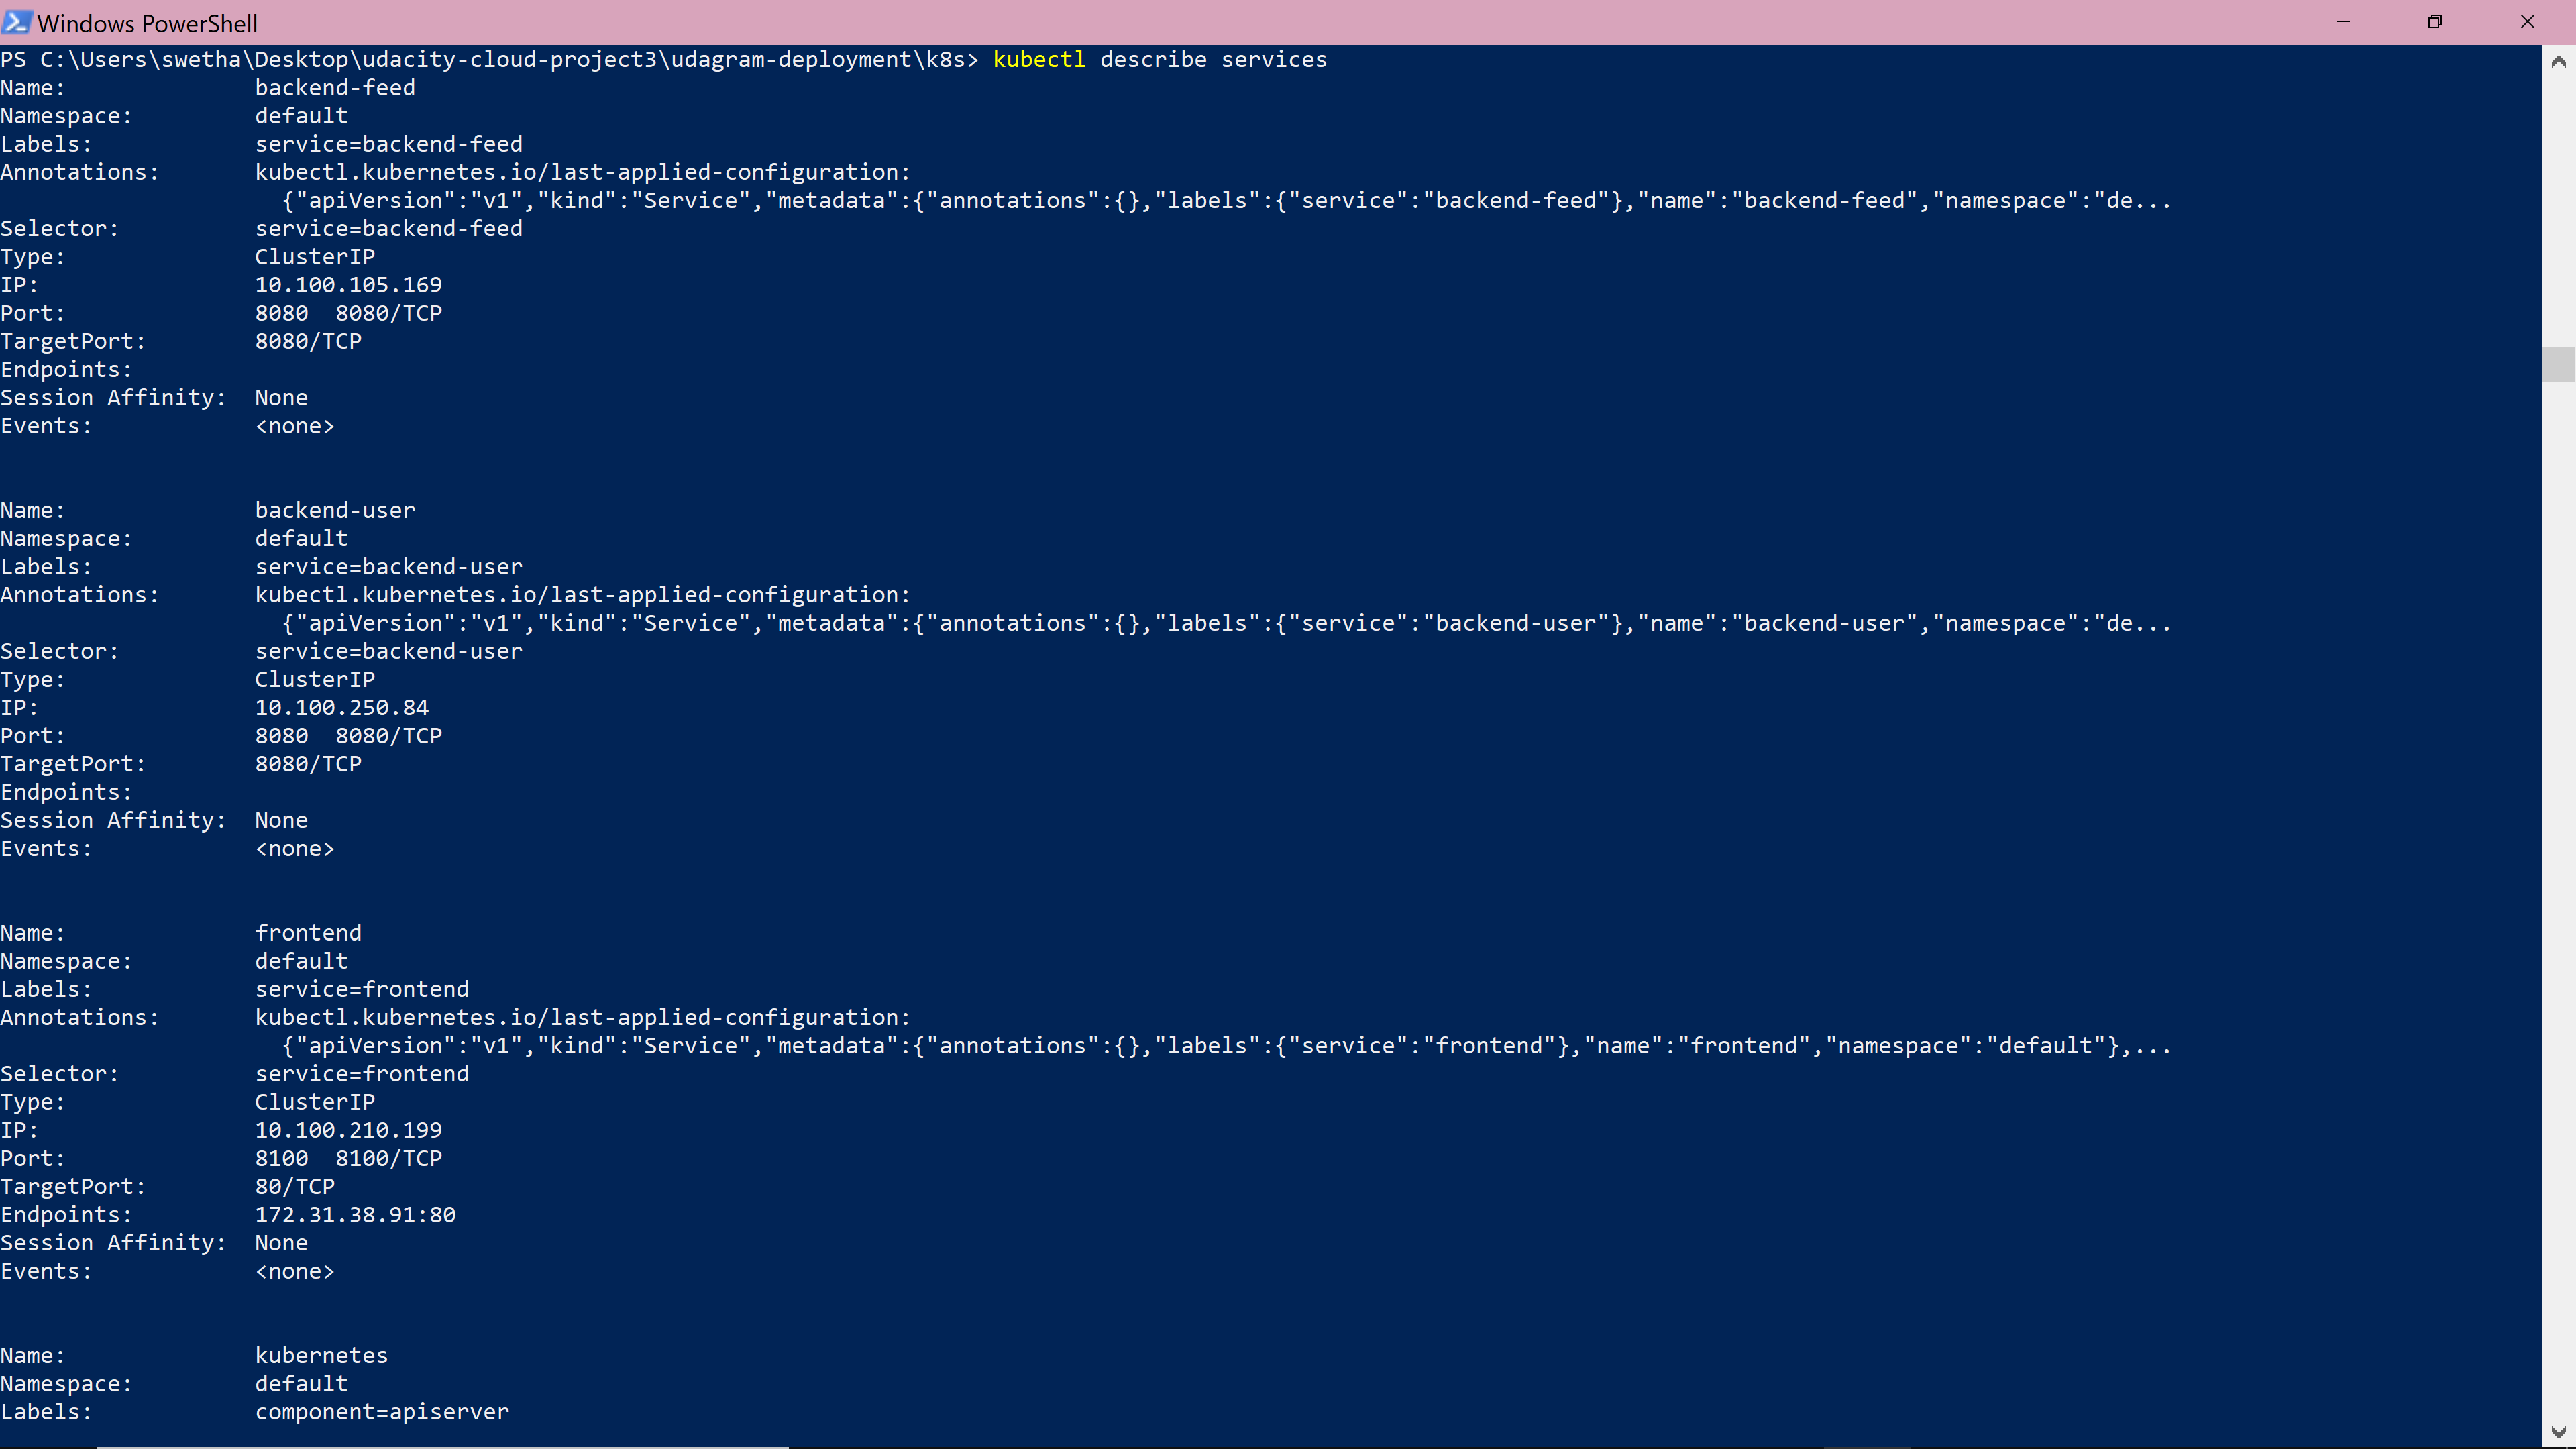 Windows PowerShell
PS C:\Users\swetha\Desktop\udacity-cloud-project3\udagram-deployment\k8s> kubectl describe services
Name:              backend-feed
Namespace:         default
Labels:            service=backend-feed
Annotations:       kubectl.kubernetes.io/last-applied-configuration:
                     {"apiVersion":"v1","kind":"Service","metadata":{"annotations":{},"labels":{"service":"backend-feed"},"name":"backend-feed","namespace":"de...
Selector:          service=backend-feed
Type:              ClusterIP
IP:                10.100.105.169
Port:              8080  8080/TCP
TargetPort:        8080/TCP
Endpoints:
Session Affinity:  None
Events:            <none>

Name:              backend-user
Namespace:         default
Labels:            service=backend-user
Annotations:       kubectl.kubernetes.io/last-applied-configuration:
                     {"apiVersion":"v1","kind":"Service","metadata":{"annotations":{},"labels":{"service":"backend-user"},"name":"backend-user","namespace":"de...
Selector:          service=backend-user
Type:              ClusterIP
IP:                10.100.250.84
Port:              8080  8080/TCP
TargetPort:        8080/TCP
Endpoints:
Session Affinity:  None
Events:            <none>

Name:              frontend
Namespace:         default
Labels:            service=frontend
Annotations:       kubectl.kubernetes.io/last-applied-configuration:
                     {"apiVersion":"v1","kind":"Service","metadata":{"annotations":{},"labels":{"service":"frontend"},"name":"frontend","namespace":"default"},...
Selector:          service=frontend
Type:              ClusterIP
IP:                10.100.210.199
Port:              8100  8100/TCP
TargetPort:        80/TCP
Endpoints:         172.31.38.91:80
Session Affinity:  None
Events:            <none>

Name:              kubernetes
Namespace:         default
Labels:            component=apiserver